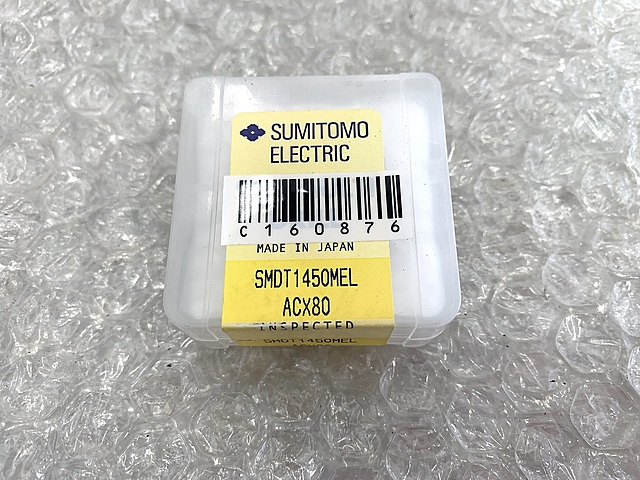 SUMITOMO
ELECTRIC
C160876
MADE IN JAPAN
SMDT1450MEL
ACX80
INSPECTED
SMDT1450MEL